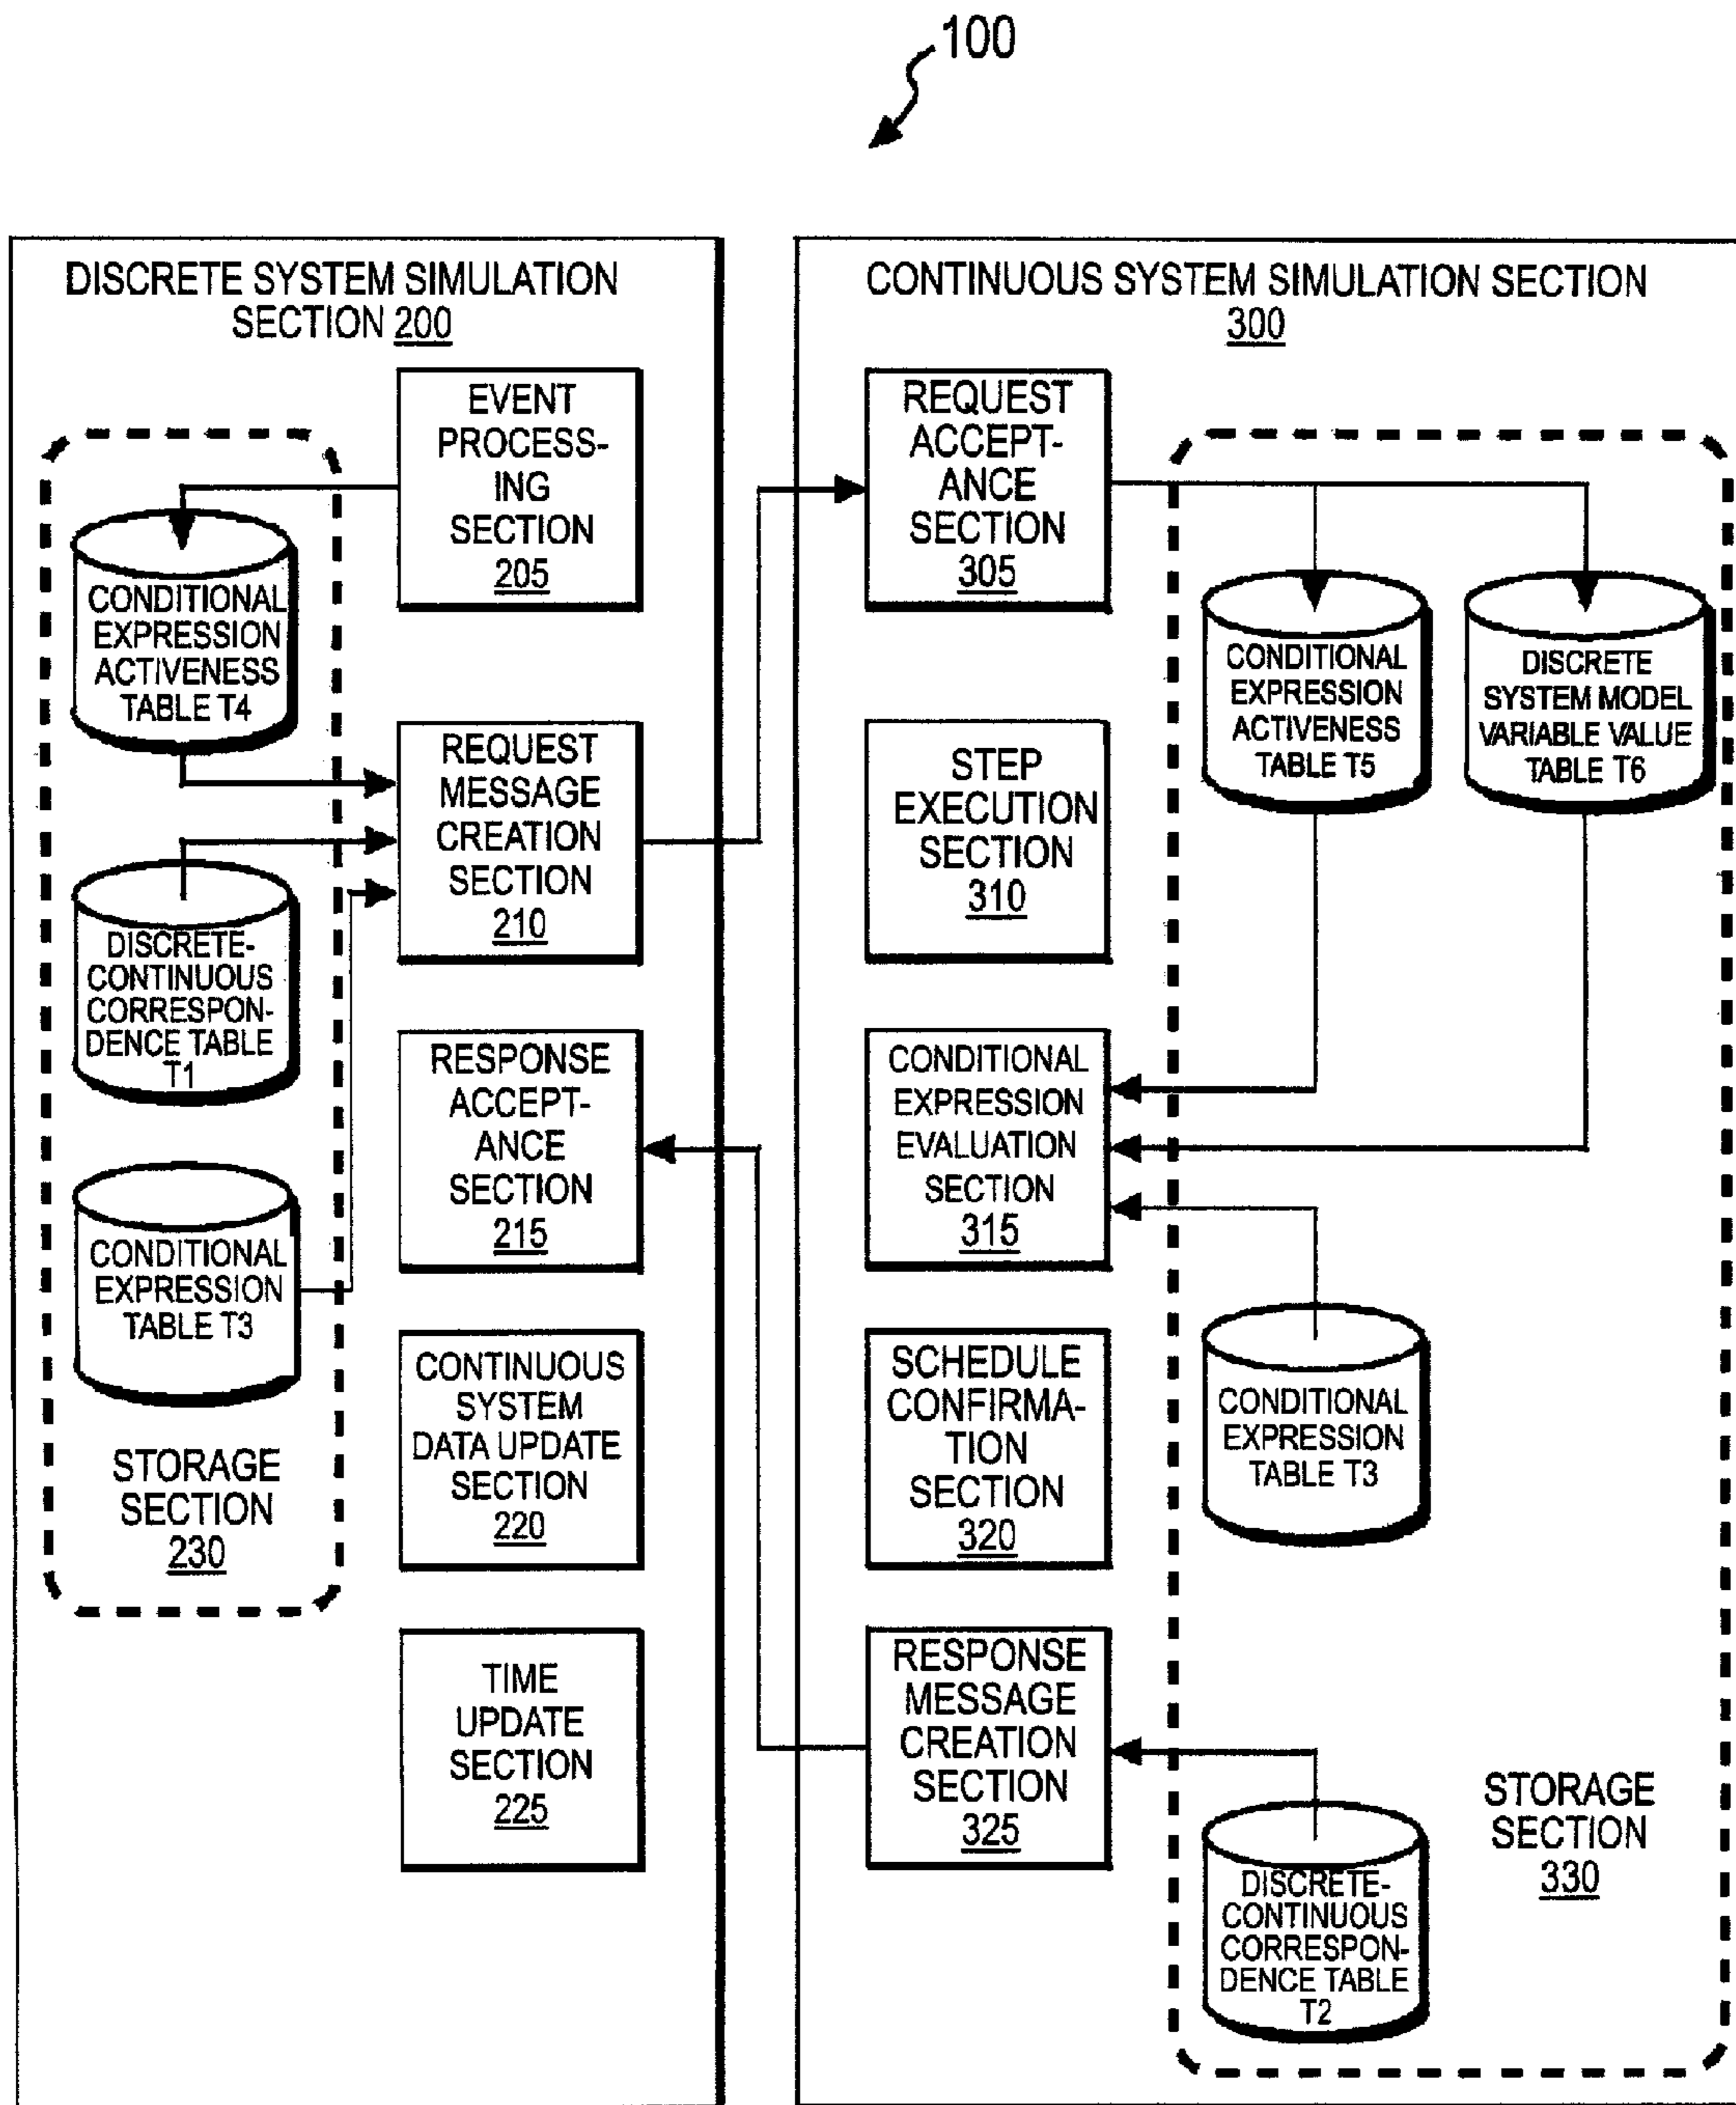 100
DISCRETE SYSTEM SIMULATION
SECTION 200
EVENT
PROCESS-
ING
SECTION
205
CONDITIONAL
EXPRESSION
ACTIVENESS
TABLE T4
REQUEST
MESSAGE
CREATION
SECTION
210
DISCRETE-
CONTINUOUS
CORRESPON-
DENCE TABLE
T1
RESPONSE
ACCEPT-
ANCE
SECTION
215
CONDITIONAL
EXPRESSION
TABLE T3
CONTINUOUS
SYSTEM
DATA UPDATE
SECTION
220
STORAGE
SECTION
230
TIME
UPDATE
SECTION
225
CONTINUOUS SYSTEM SIMULATION SECTION
300
REQUEST
ACCEPT-
ANCE
SECTION
305
CONDITIONAL
EXPRESSION
ACTIVENESS
TABLE T5
DISCRETE
SYSTEM MODEL
VARIABLE VALUE
TABLE T6
STEP
EXECUTION
SECTION
310
CONDITIONAL
EXPRESSION
EVALUATION
SECTION
315
SCHEDULE
CONFIRMA-
TION
SECTION
320
CONDITIONAL
EXPRESSION
TABLE T3
RESPONSE
MESSAGE
CREATION
SECTION
325
STORAGE
SECTION
330
DISCRETE-
CONTINUOUS
CORRESPON-
DENCE TABLE
T2